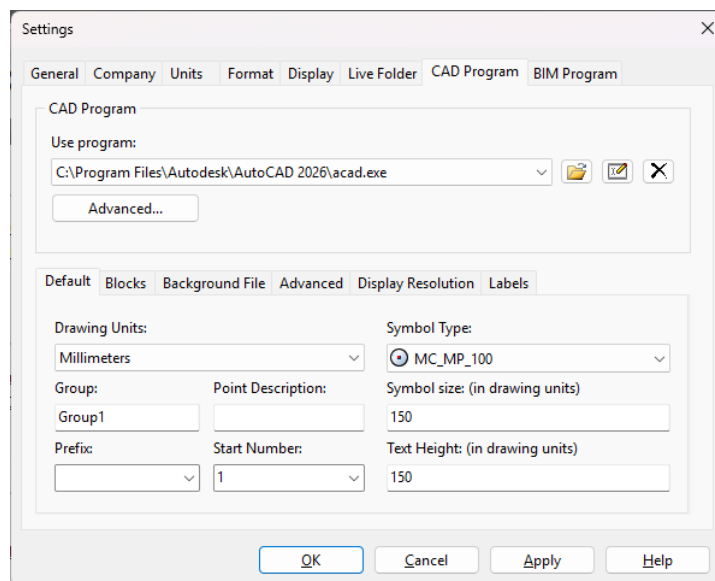 Settings
General Company Units Format Display Live Folder CAD Program BIM Program
CAD Program
Use program:
C:\Program Files\Autodesk\AutoCAD 2026\acad.exe
Advanced...
Default Blocks Background File Advanced Display Resolution Labels
Drawing Units: Symbol Type:
Millimeters MC_MP_100
Group: Point Description: Symbol size: (in drawing units)
Group1 150
Prefix: Start Number: Text Height: (in drawing units)
1 150
OK Cancel Apply Help